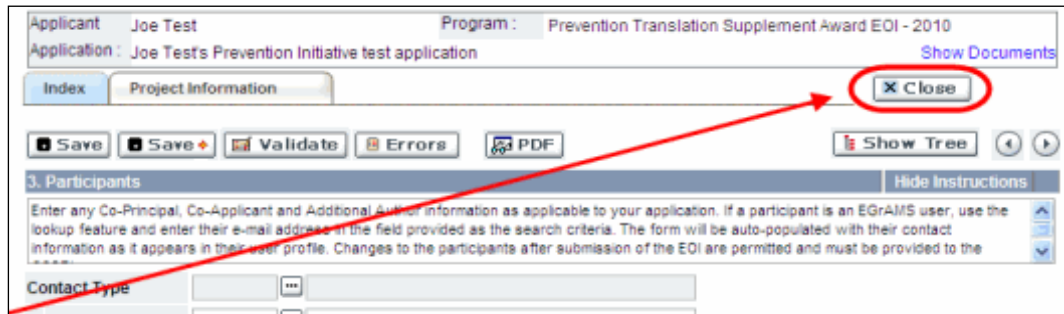 Applicant Joe Test Program : Prevention Translation Supplement Award EOI - 2010
Application : Joe Test's Prevention Initiative test application Show Documents
Index Project Information Close
Save Save Validate Errors PDF Show Tree
3. Participants Hide Instructions
Enter any Co-Principal, Co-Applicant and Addtional Author information as applicable to your application. If a participant is an EGrAMS user, use the
lookup feature and enter their e-mail address in the field provided as the search criteria. The form will be auto-populated with their contact
information as it appears in their user profile. Changes to the participants after submission of the EOI are permitted and must be provided to the
Contact Type